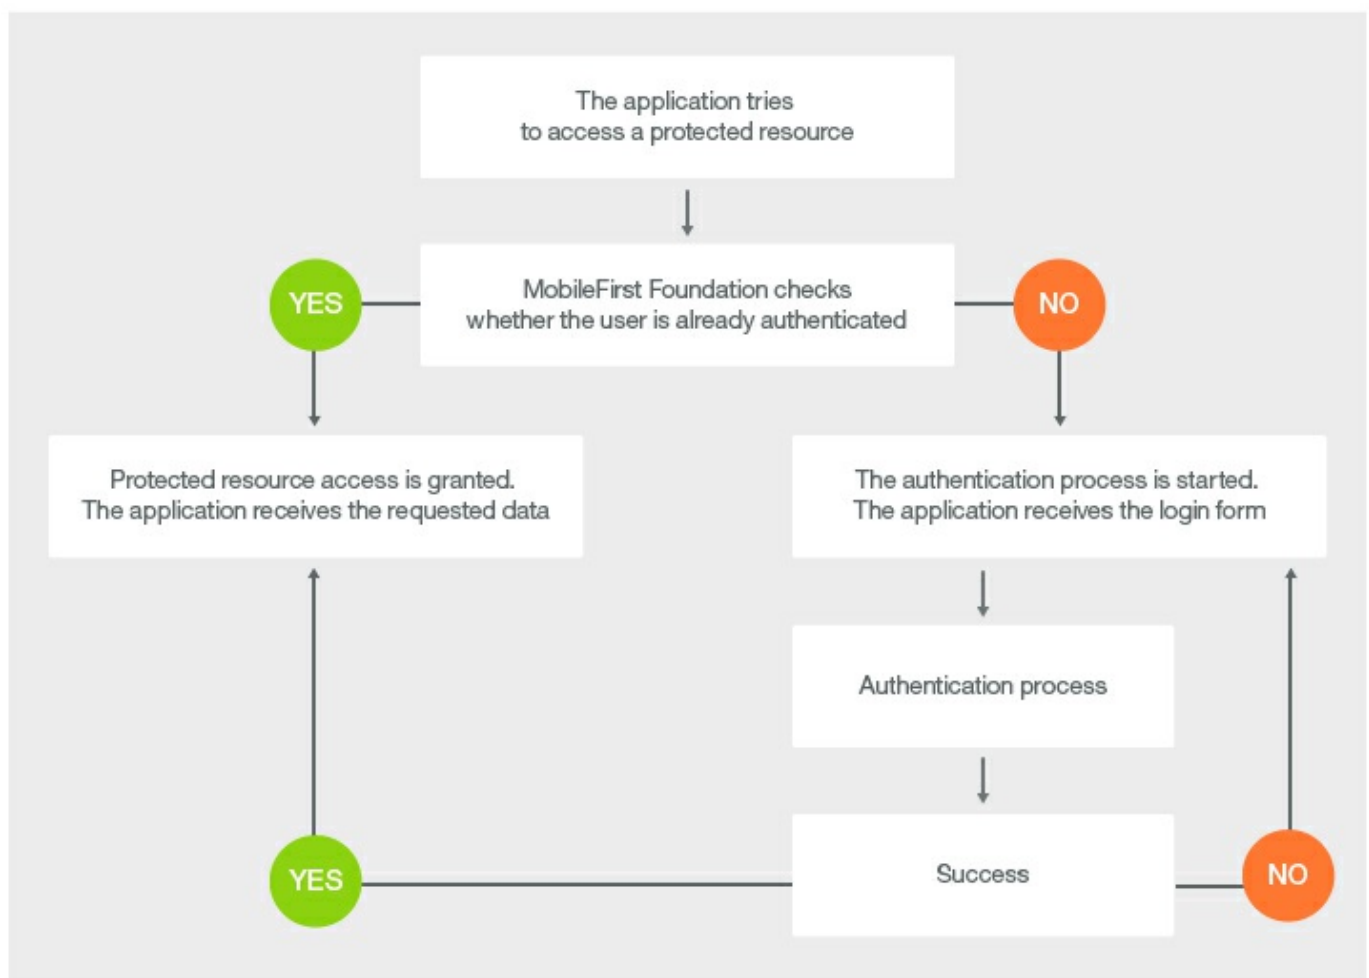 The application tries
to access a protected resource
YES
MobileFirst Foundation checks
whether the user is already authenticated
NO
Protected resource access is granted.
The application receives the requested data
The authentication process is started.
The application receives the login form
Authentication process
YES
Success
NO